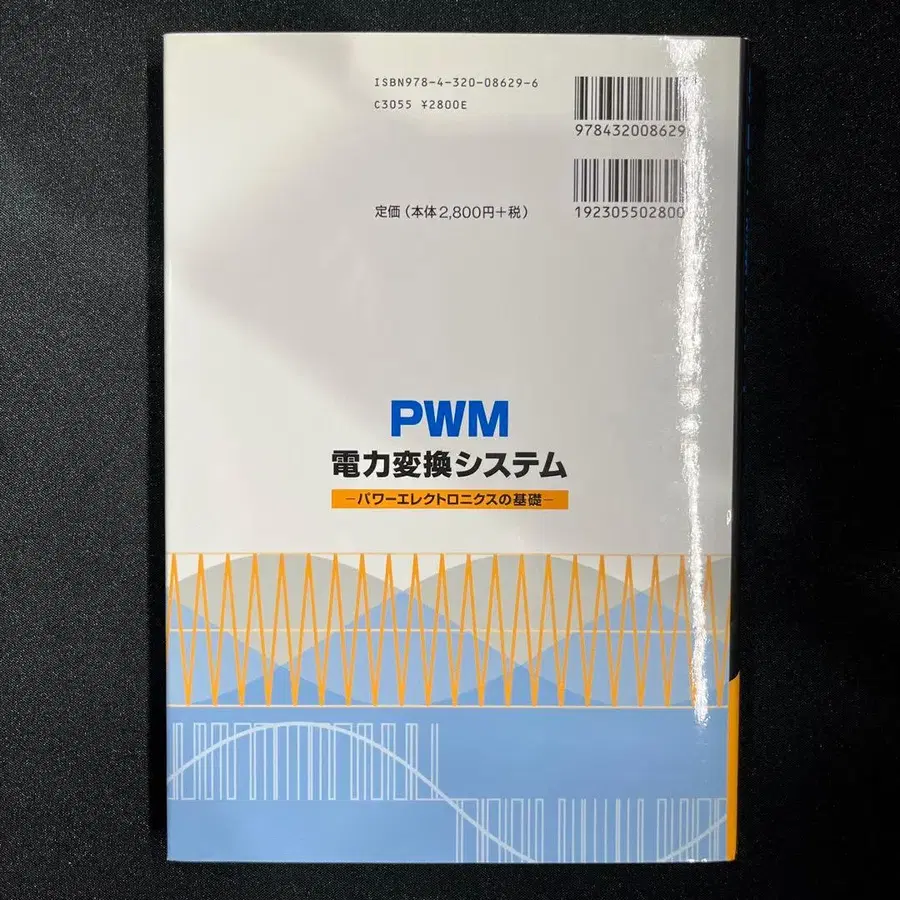 ISBN978-4-320-08629-6
C3055 ¥2800E
978432008629
192305502800
定価（本体2,800円＋税）
PWM
電力変換システム
−パワーエレクトロニクスの基礎−